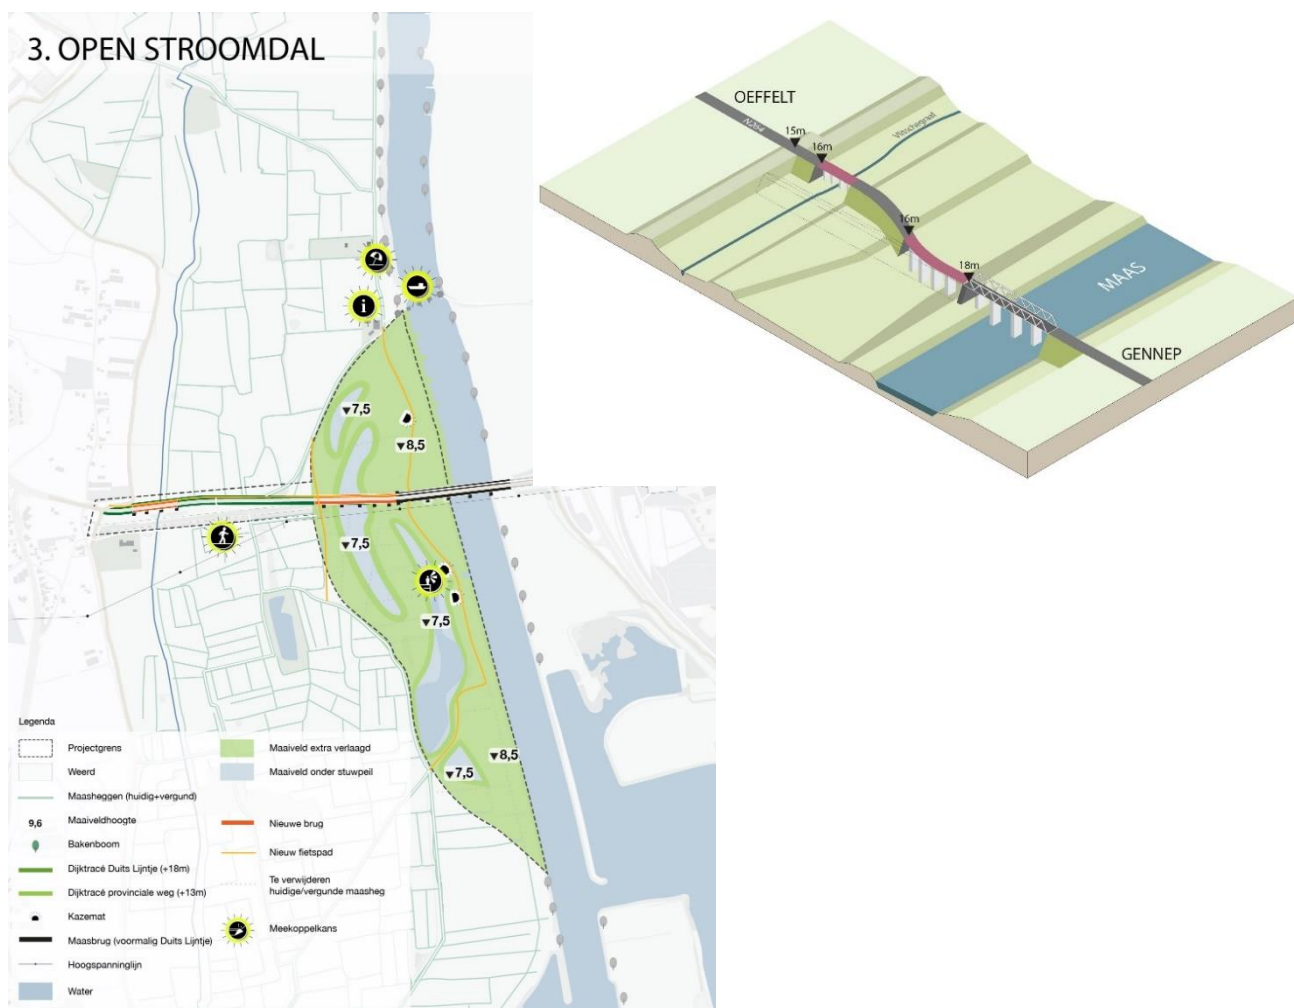 3. OPEN STROOMDAL
OEFFELT
N264
15m
16m
Virtsche graaf
16m
18m
MAAS
GENNEP
▼7,5
▼8,5
▼7,5
▼7,5
▼8,5
▼7,5
Legenda
Projectgrens
Weerd
Maasheggen (huidig+vergund)
9,6 Maaiveldhoogte
Bakenboom
Dijktracé Duits Lijntje (+18m)
Dijktracé provinciale weg (+13m)
Kazemat
Maasbrug (voormalig Duits Lijntje)
Hoogspanninglijn
Water
Maaiveld extra verlaagd
Maaiveld onder stuwpeil
Nieuwe brug
Nieuw fietspad
Te verwijderen
huidige/vergunde maasheg
Meekoppelkans